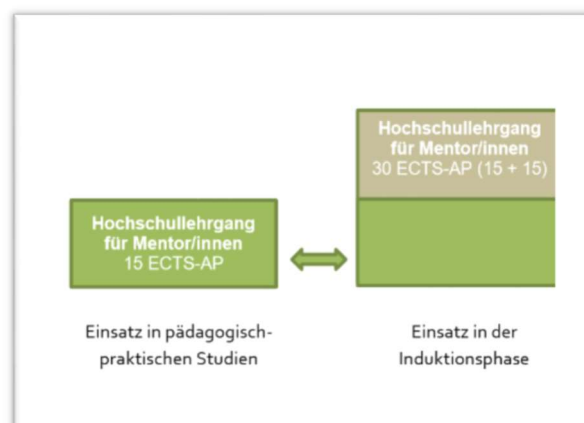 Hochschullehrgang
für Mentor/innen
15 ECTS-AP
Einsatz in pädagogisch-
praktischen Studien
Hochschullehrgang
für Mentor/innen
30 ECTS-AP (15 + 15)
Einsatz in der
Induktionsphase